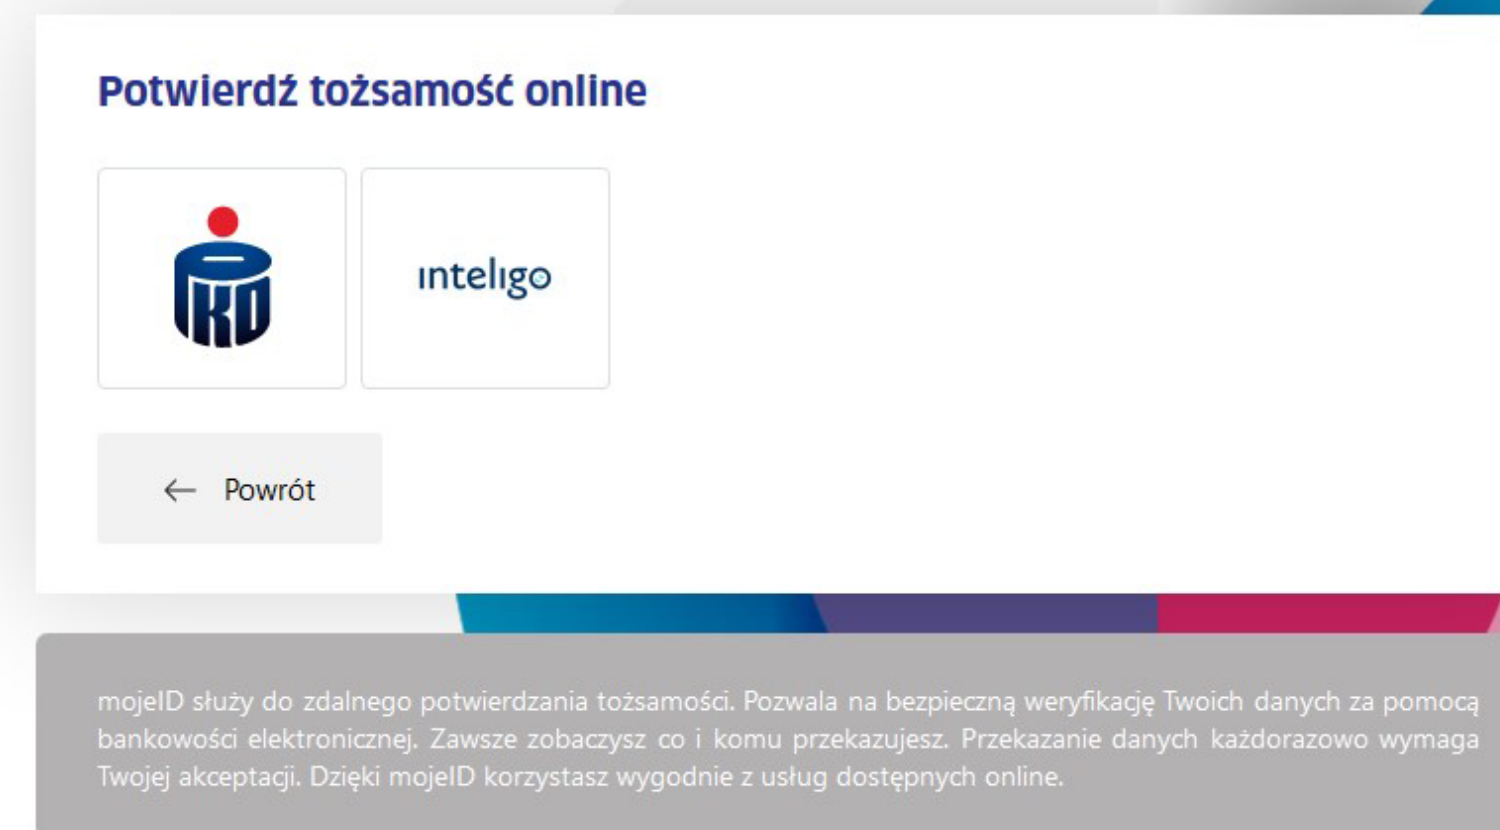 Potwierdź tożsamość online
PKO
inteligo
← Powrót
mojeID służy do zdalnego potwierdzania tożsamości. Pozwala na bezpieczną weryfikację Twoich danych za pomocą
bankowości elektronicznej. Zawsze zobaczysz co i komu przekazujesz. Przekazanie danych każdorazowo wymaga
Twojej akceptacji. Dzięki mojeID korzystasz wygodnie z usług dostępnych online.